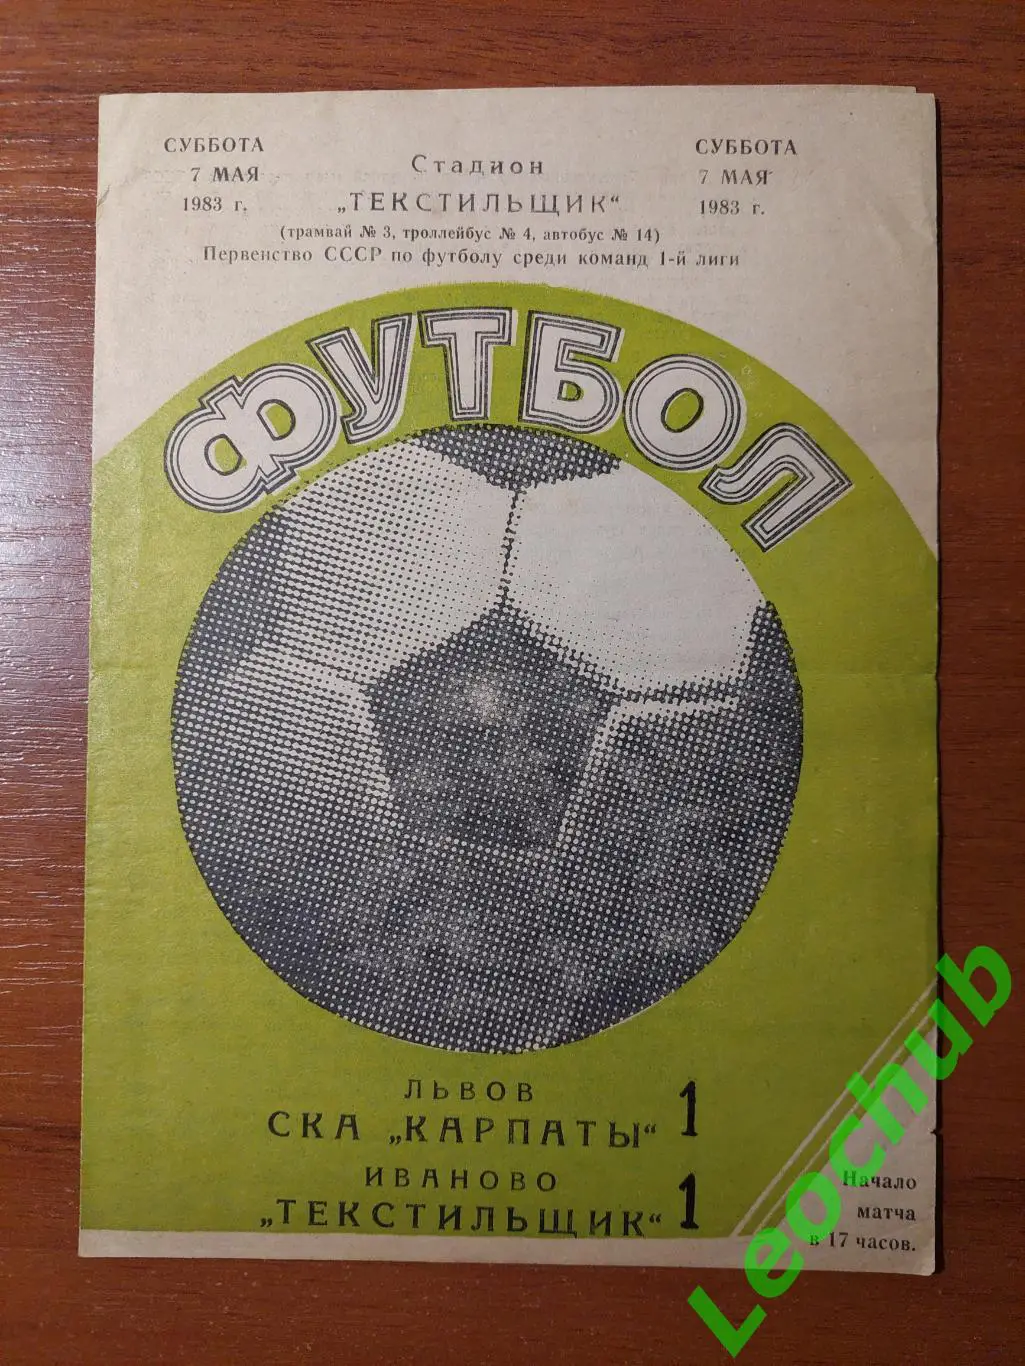 СУББОТА
7 МАЯ
1983 г.
Стадион
„ТЕКСТИЛЬЩИК“
(трамвай № 3, троллейбус № 4, автобус № 14)
Первенство СССР по футболу среди команд 1-й лиги
СУББОТА
7 МАЯ
1983 г.
ФУТБОЛ
ЛЬВОВ
СКА „КАРПАТЫ“ 1
ИВАНОВО
„ТЕКСТИЛЬЩИК“ 1
Начало
матча
в 17 часов.
Leochub